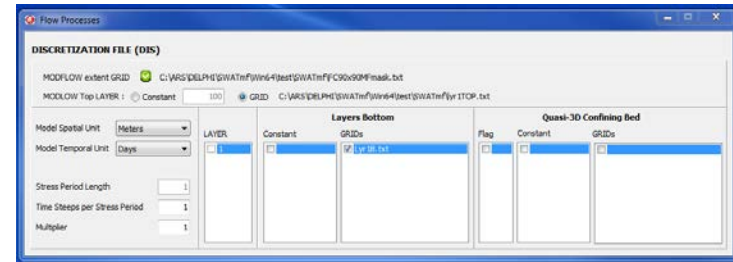 Flow Processes
DISCRETIZATION FILE (DIS)
MODFLOW extent GRID C:\ARS\DELPHI\SWATmf\Win64\test\SWATmf\FC90x90MFmask.txt
MODLOW Top LAYER : Constant 100 GRID C:\ARS\DELPHI\SWATmf\Win64\test\SWATmf\lyr1TOP.txt
Layers Bottom Quasi-3D Confining Bed
Model Spatial Unit Meters LAYER Constant GRIDs Flag Constant GRIDs
Model Temporal Unit Days 1 Lyr1B.txt
Stress Period Length 1
Time Steeps per Stress Period 1
Multiplier 1